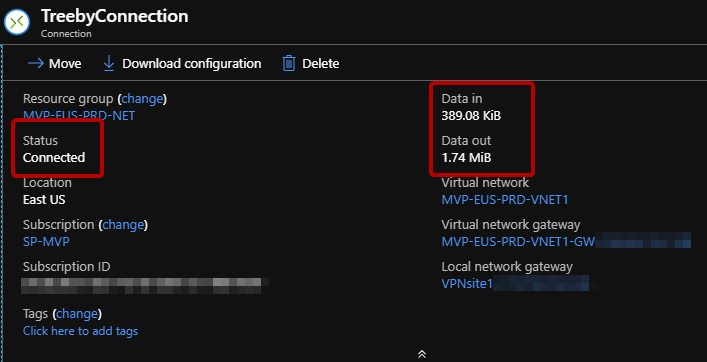 TreebyConnection
Connection
Move Download configuration Delete
Resource group (change)
MVP-EUS-PRD-NET
Status
Connected
Location
East US
Subscription (change)
SP-MVP
Subscription ID
Tags (change)
Click here to add tags
Data in
389.08 KiB
Data out
1.74 MiB
Virtual network
MVP-EUS-PRD-VNET1
Virtual network gateway
MVP-EUS-PRD-VNET1-GW
Local network gateway
VPNsite1